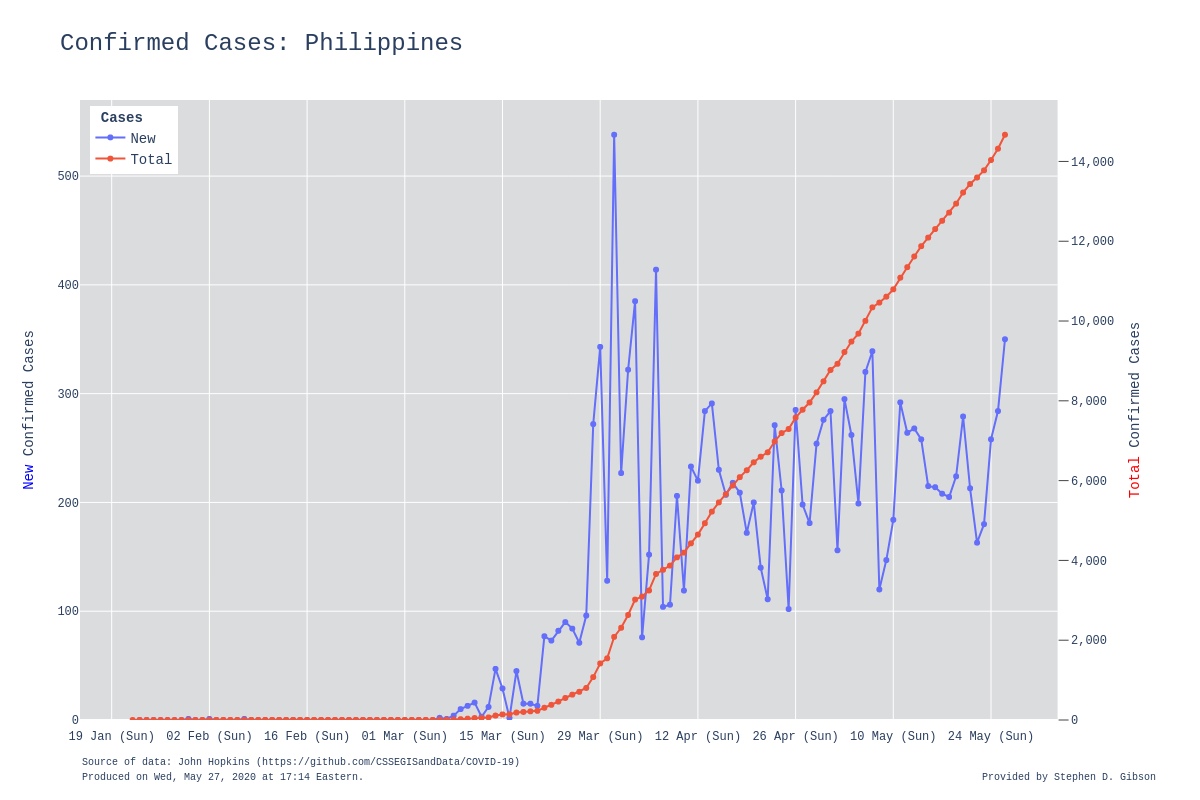 Confirmed Cases: Philippines
Cases
New
Total
500
400
300
200
100
0
New Confirmed Cases
14,000
12,000
10,000
8,000
6,000
4,000
2,000
0
Total Confirmed Cases
19 Jan (Sun) 02 Feb (Sun) 16 Feb (Sun) 01 Mar (Sun) 15 Mar (Sun) 29 Mar (Sun) 12 Apr (Sun) 26 Apr (Sun) 10 May (Sun) 24 May (Sun)
Source of data: John Hopkins (https://github.com/CSSEGISandData/COVID-19)
Produced on Wed, May 27, 2020 at 17:14 Eastern.
Provided by Stephen D. Gibson